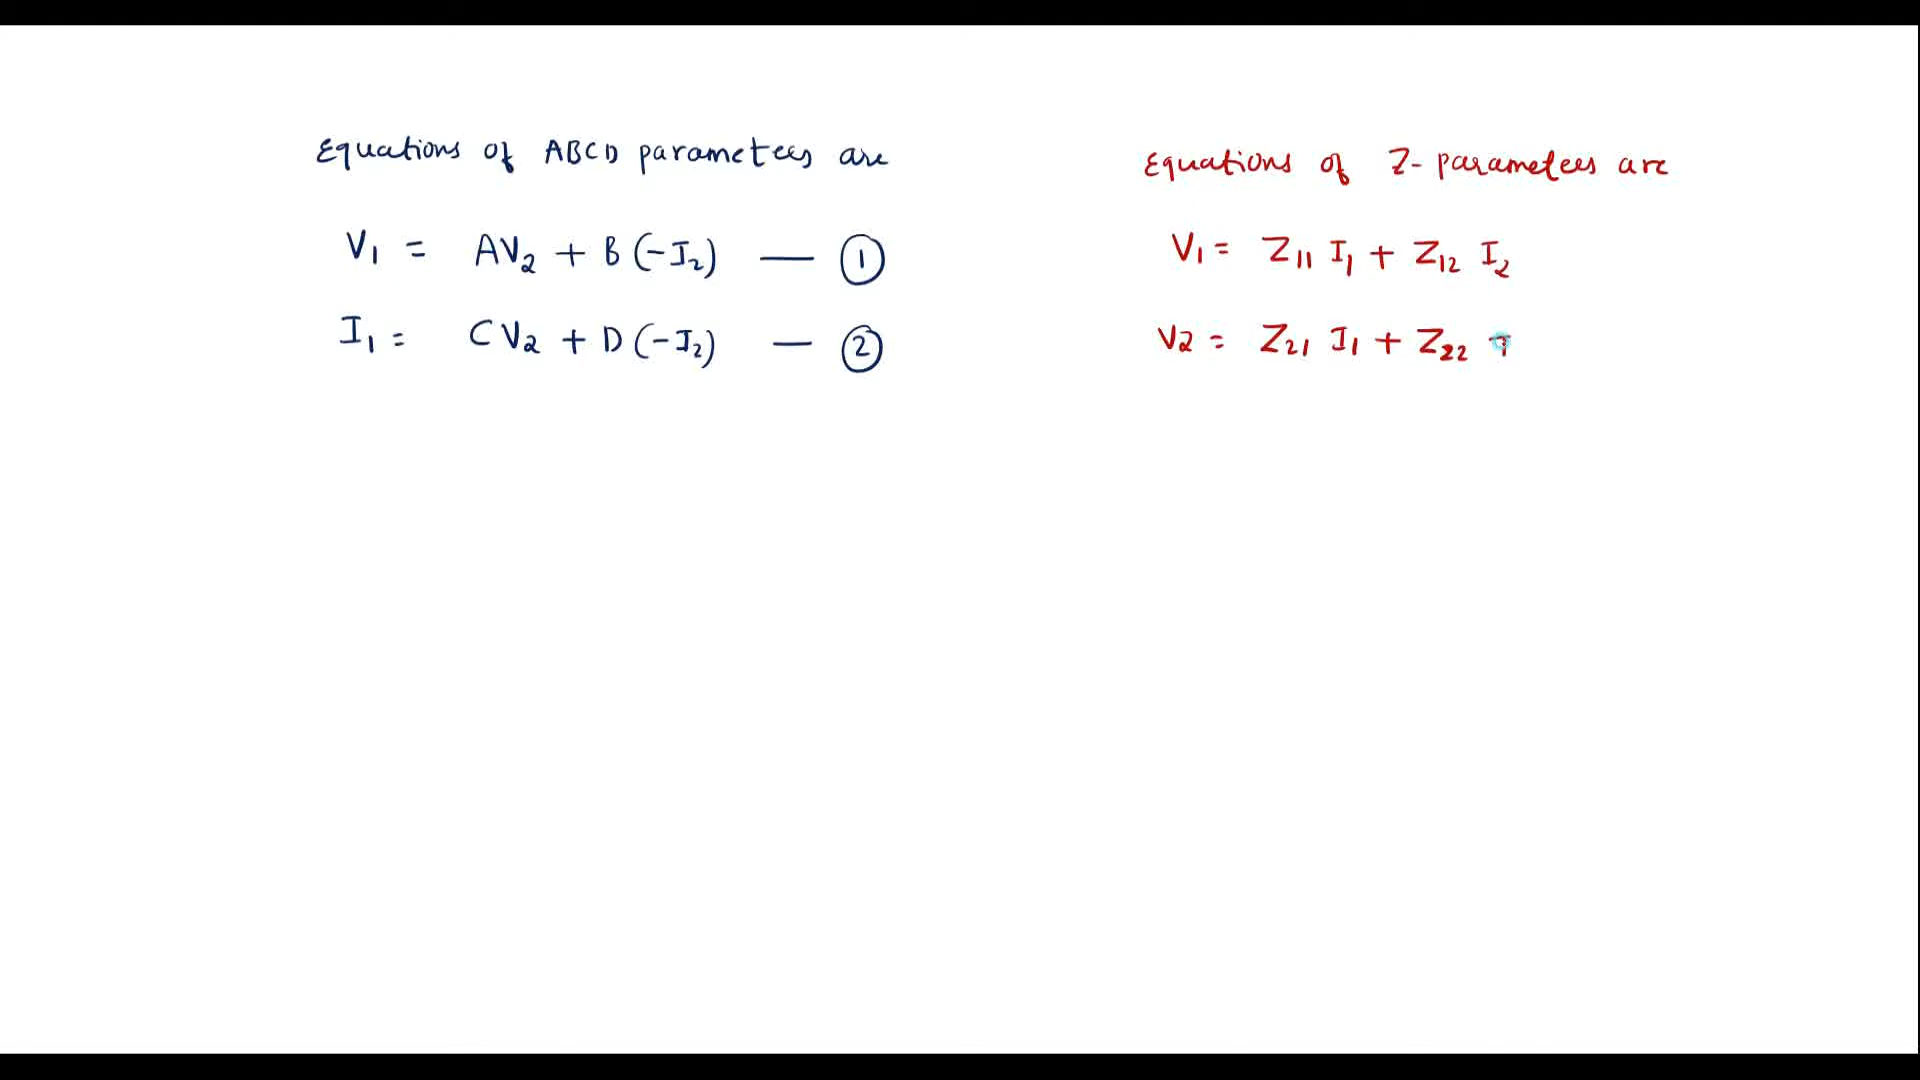 Equations of ABCD parameters are
V1 = AV2 + B(-I2) — ①
I1 = CV2 + D(-I2) — ②
Equations of Z- parameters are
V1 = Z11 I1 + Z12 I2
V2 = Z21 I1 + Z22